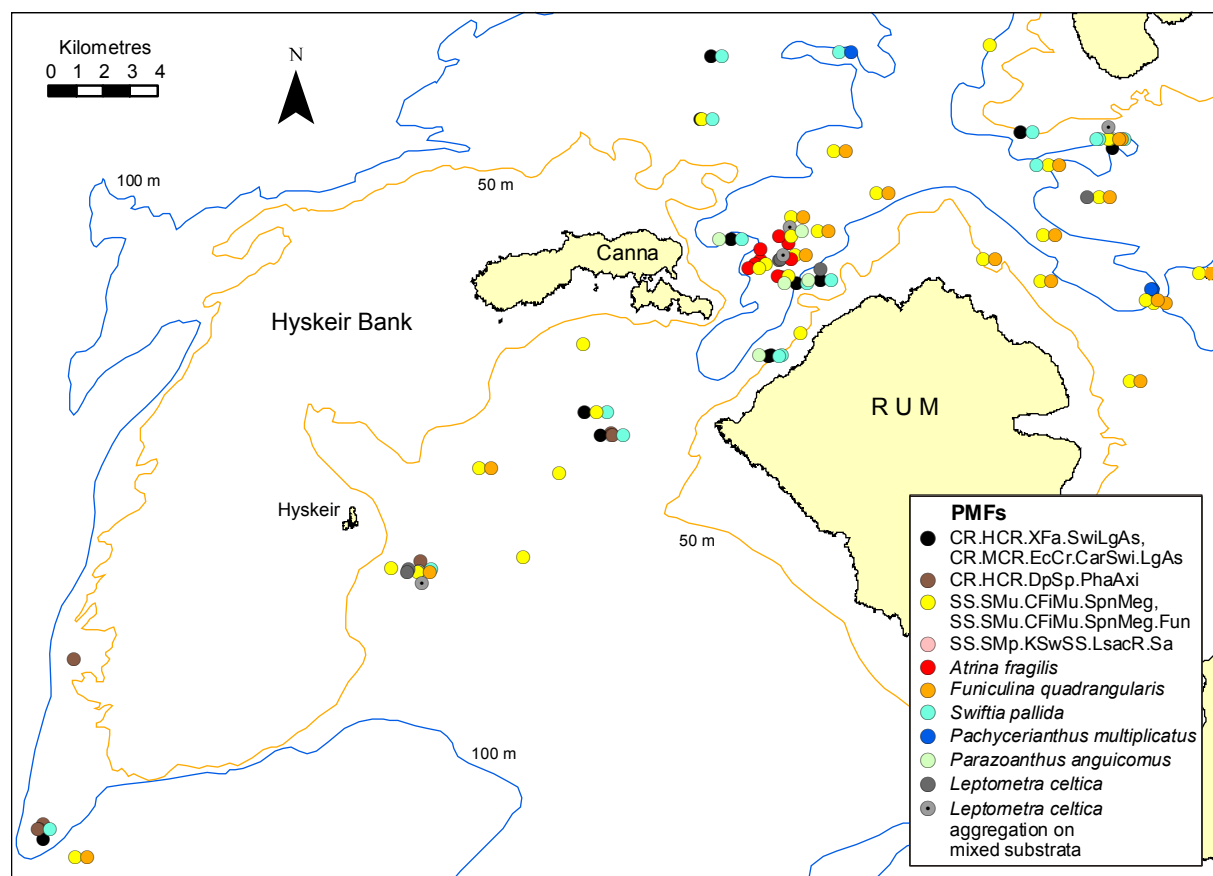 Kilometres
0 1 2 3 4
N
100 m
50 m
Canna
Hyskeir Bank
RUM
Hyskeir
50 m
100 m
PMFs
CR.HCR.XFa.SwiLgAs,
CR.MCR.EcCr.CarSwi.LgAs
CR.HCR.DpSp.PhaAxi
SS.SMu.CFiMu.SpnMeg,
SS.SMu.CFiMu.SpnMeg.Fun
SS.SMp.KSwSS.LsacR.Sa
Atrina fragilis
Funiculina quadrangularis
Swiftia pallida
Pachycerianthus multiplicatus
Parazoanthus anguicomus
Leptometra celtica
Leptometra celtica
aggregation on
mixed substrata